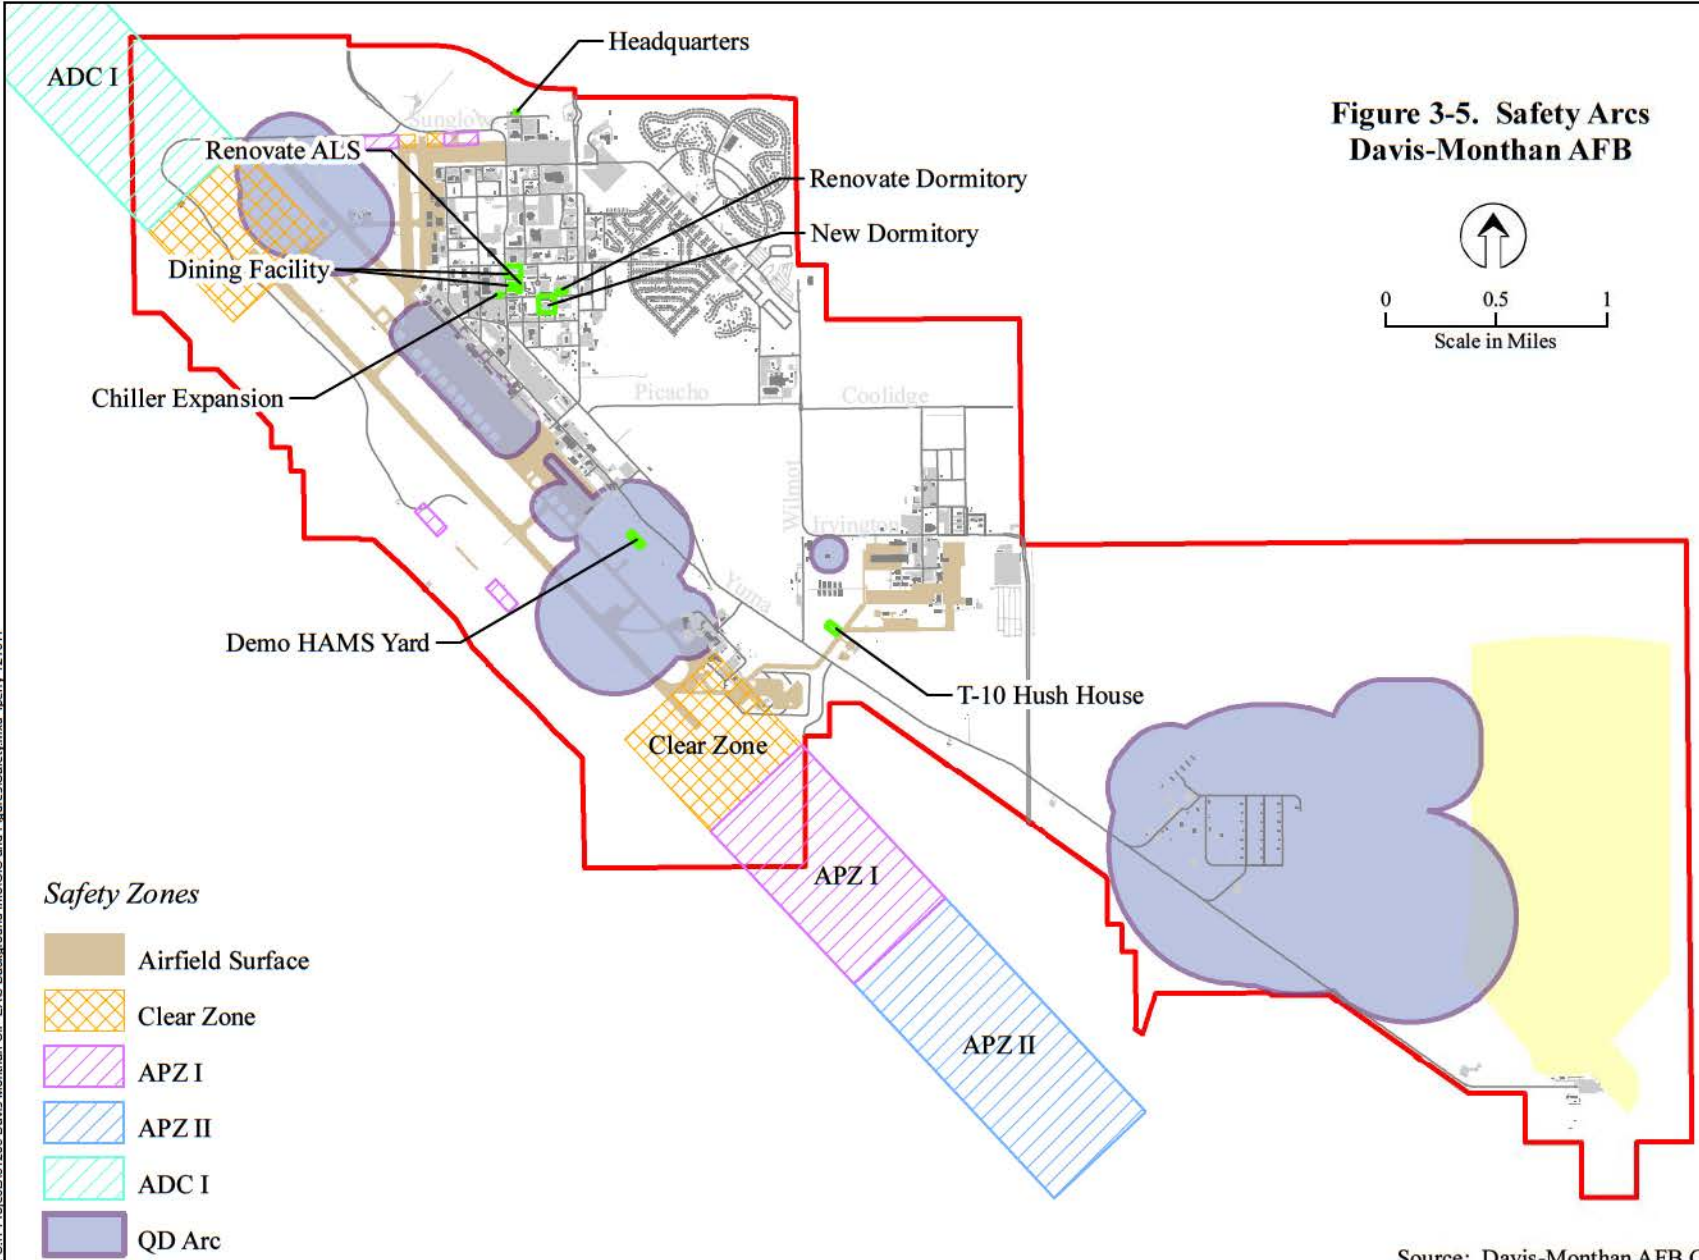 Headquarters
ADC I
Figure 3-5. Safety Arcs
Davis-Monthan AFB
Sunglow
Renovate ALS
Renovate Dormitory
New Dormitory
Dining Facility
0 0.5 1
Scale in Miles
Chiller Expansion
Picacho
Coolidge
Wilmot
Irvington
Yuma
Demo HAMS Yard
T-10 Hush House
Clear Zone
APZ I
APZ II
Safety Zones
Airfield Surface
Clear Zone
APZ I
APZ II
ADC I
QD Arc
Source: Davis-Monthan AFB